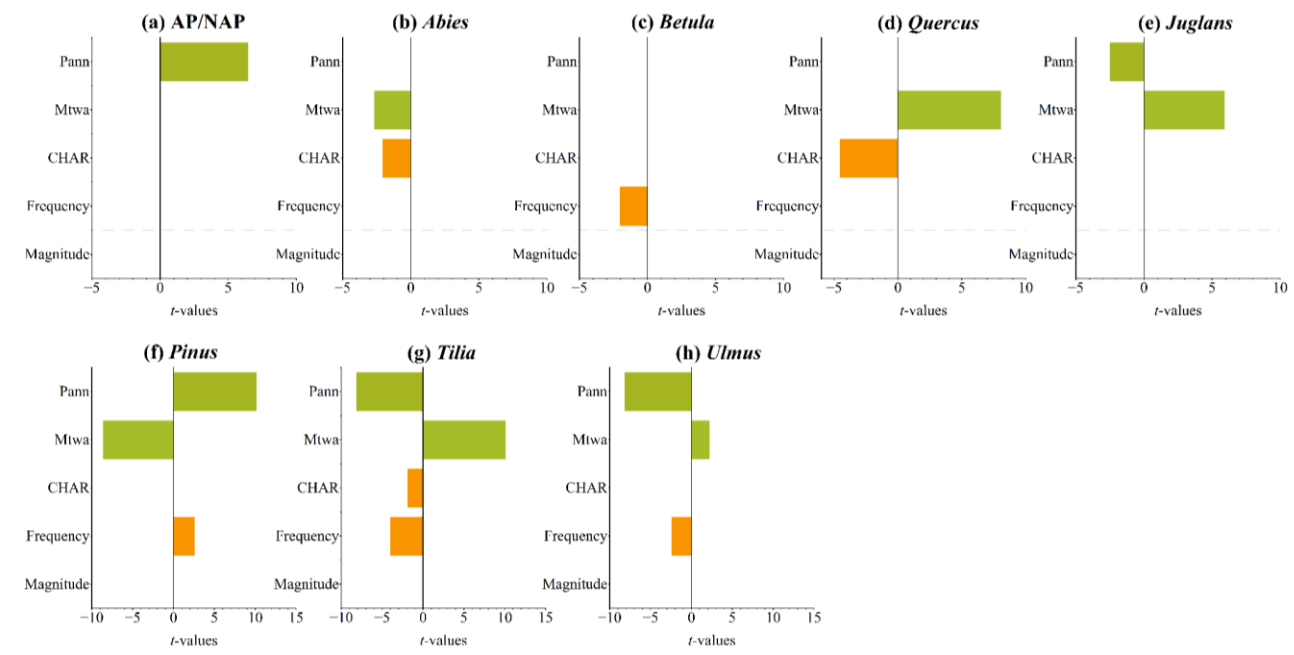 (a) AP/NAP
Pann
Mtwa
CHAR
Frequency
Magnitude
−5 0 5 10
t-values
(b) Abies
Pann
Mtwa
CHAR
Frequency
Magnitude
−5 0 5 10
t-values
(c) Betula
Pann
Mtwa
CHAR
Frequency
Magnitude
−5 0 5 10
t-values
(d) Quercus
Pann
Mtwa
CHAR
Frequency
Magnitude
−5 0 5 10
t-values
(e) Juglans
Pann
Mtwa
CHAR
Frequency
Magnitude
−5 0 5 10
t-values
(f) Pinus
Pann
Mtwa
CHAR
Frequency
Magnitude
−10 −5 0 5 10 15
t-values
(g) Tilia
Pann
Mtwa
CHAR
Frequency
Magnitude
−10 −5 0 5 10 15
t-values
(h) Ulmus
Pann
Mtwa
CHAR
Frequency
Magnitude
−10 −5 0 5 10 15
t-values